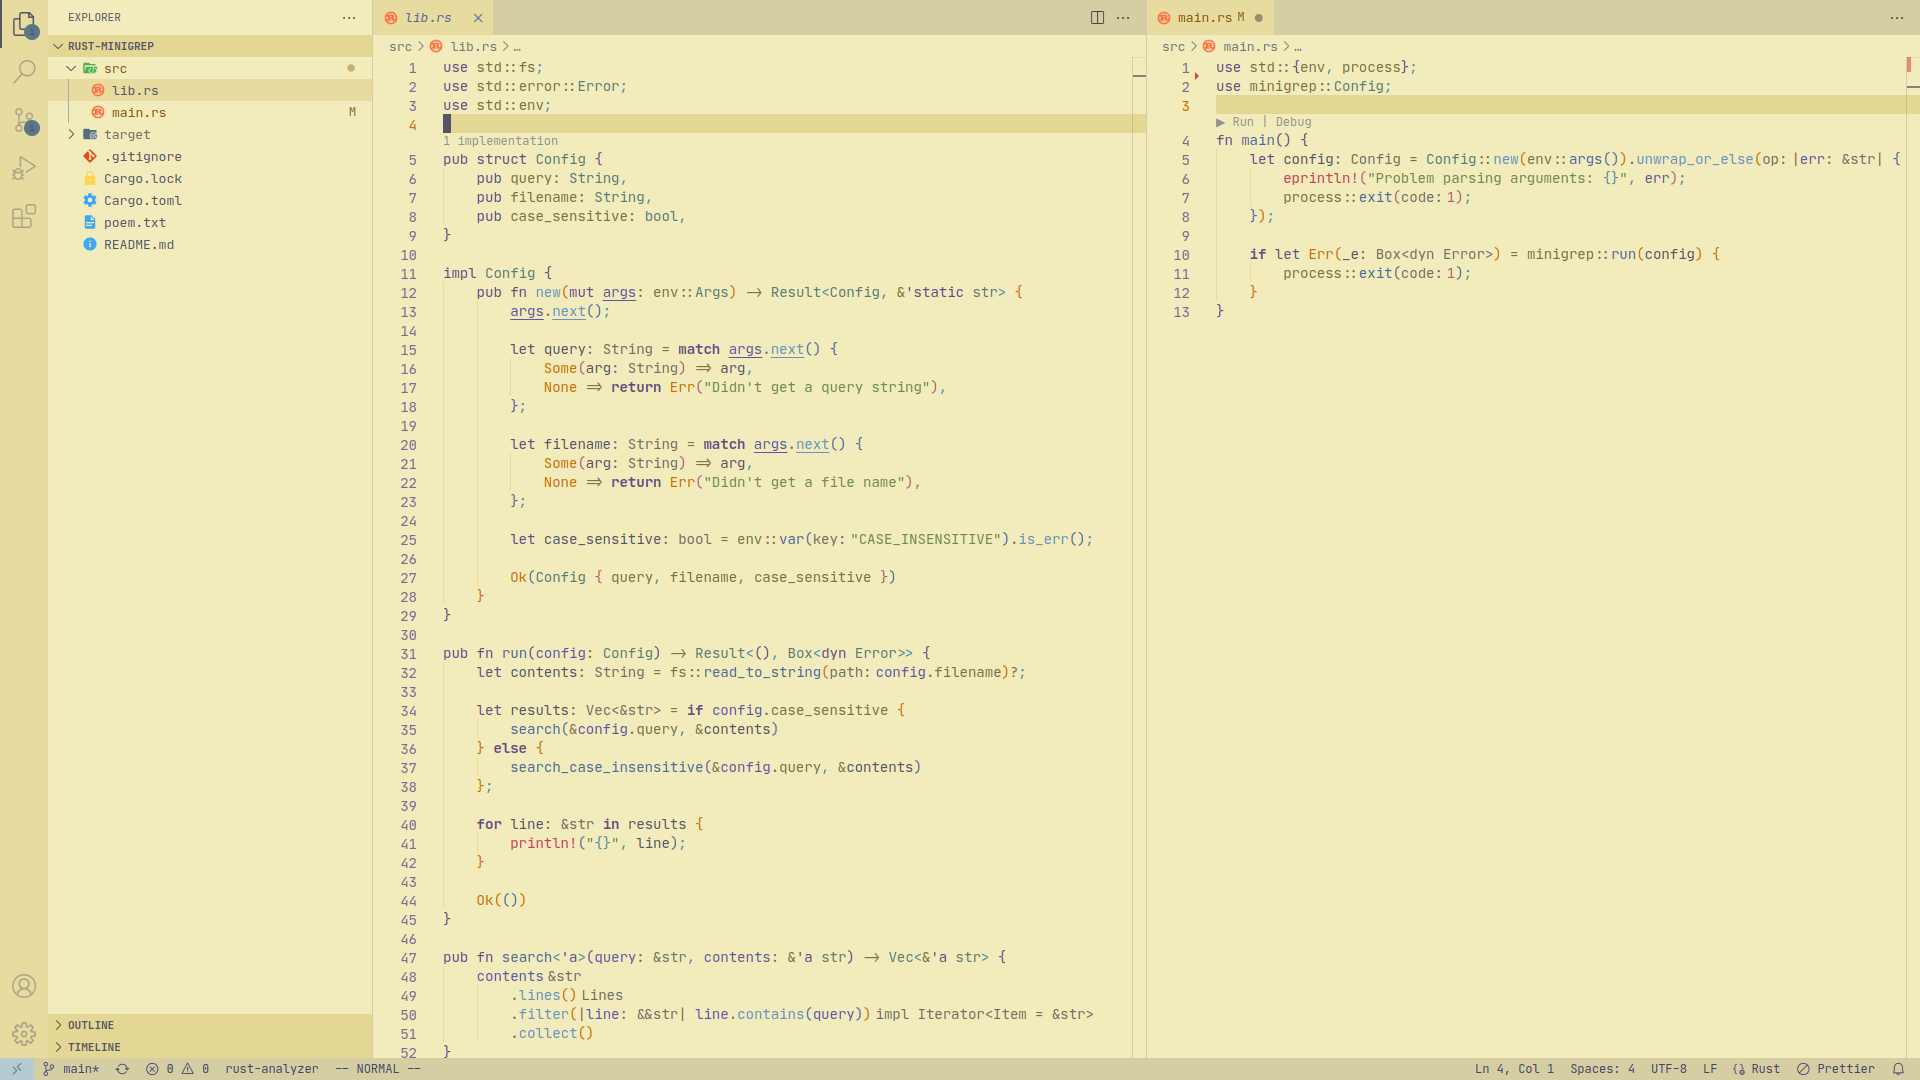 EXPLORER
RUST-MINIGREP
src
lib.rs
main.rs M
target
.gitignore
Cargo.lock
Cargo.toml
poem.txt
README.md
OUTLINE
TIMELINE
lib.rs
src > lib.rs > …
1 use std::fs;
2 use std::error::Error;
3 use std::env;
4
1 implementation
5 pub struct Config {
6 pub query: String,
7 pub filename: String,
8 pub case_sensitive: bool,
9 }
10
11 impl Config {
12 pub fn new(mut args: env::Args) -> Result<Config, &'static str> {
13 args.next();
14
15 let query: String = match args.next() {
16 Some(arg: String) => arg,
17 None => return Err("Didn't get a query string"),
18 };
19
20 let filename: String = match args.next() {
21 Some(arg: String) => arg,
22 None => return Err("Didn't get a file name"),
23 };
24
25 let case_sensitive: bool = env::var(key: "CASE_INSENSITIVE").is_err();
26
27 Ok(Config { query, filename, case_sensitive })
28 }
29 }
30
31 pub fn run(config: Config) -> Result<(), Box<dyn Error>> {
32 let contents: String = fs::read_to_string(path: config.filename)?;
33
34 let results: Vec<&str> = if config.case_sensitive {
35 search(&config.query, &contents)
36 } else {
37 search_case_insensitive(&config.query, &contents)
38 };
39
40 for line: &str in results {
41 println!("{}", line);
42 }
43
44 Ok(())
45 }
46
47 pub fn search<'a>(query: &str, contents: &'a str) -> Vec<&'a str> {
48 contents &str
49 .lines() Lines
50 .filter(|line: &&str| line.contains(query)) impl Iterator<Item = &str>
51 .collect()
52 }
main.rs M
src > main.rs > …
1 use std::{env, process};
2 use minigrep::Config;
3
▶ Run | Debug
4 fn main() {
5 let config: Config = Config::new(env::args()).unwrap_or_else(op: |err: &str| {
6 eprintln!("Problem parsing arguments: {}", err);
7 process::exit(code: 1);
8 });
9
10 if let Err(_e: Box<dyn Error>) = minigrep::run(config) {
11 process::exit(code: 1);
12 }
13 }
main* 0 0 rust-analyzer -- NORMAL -- Ln 4, Col 1 Spaces: 4 UTF-8 LF Rust Prettier